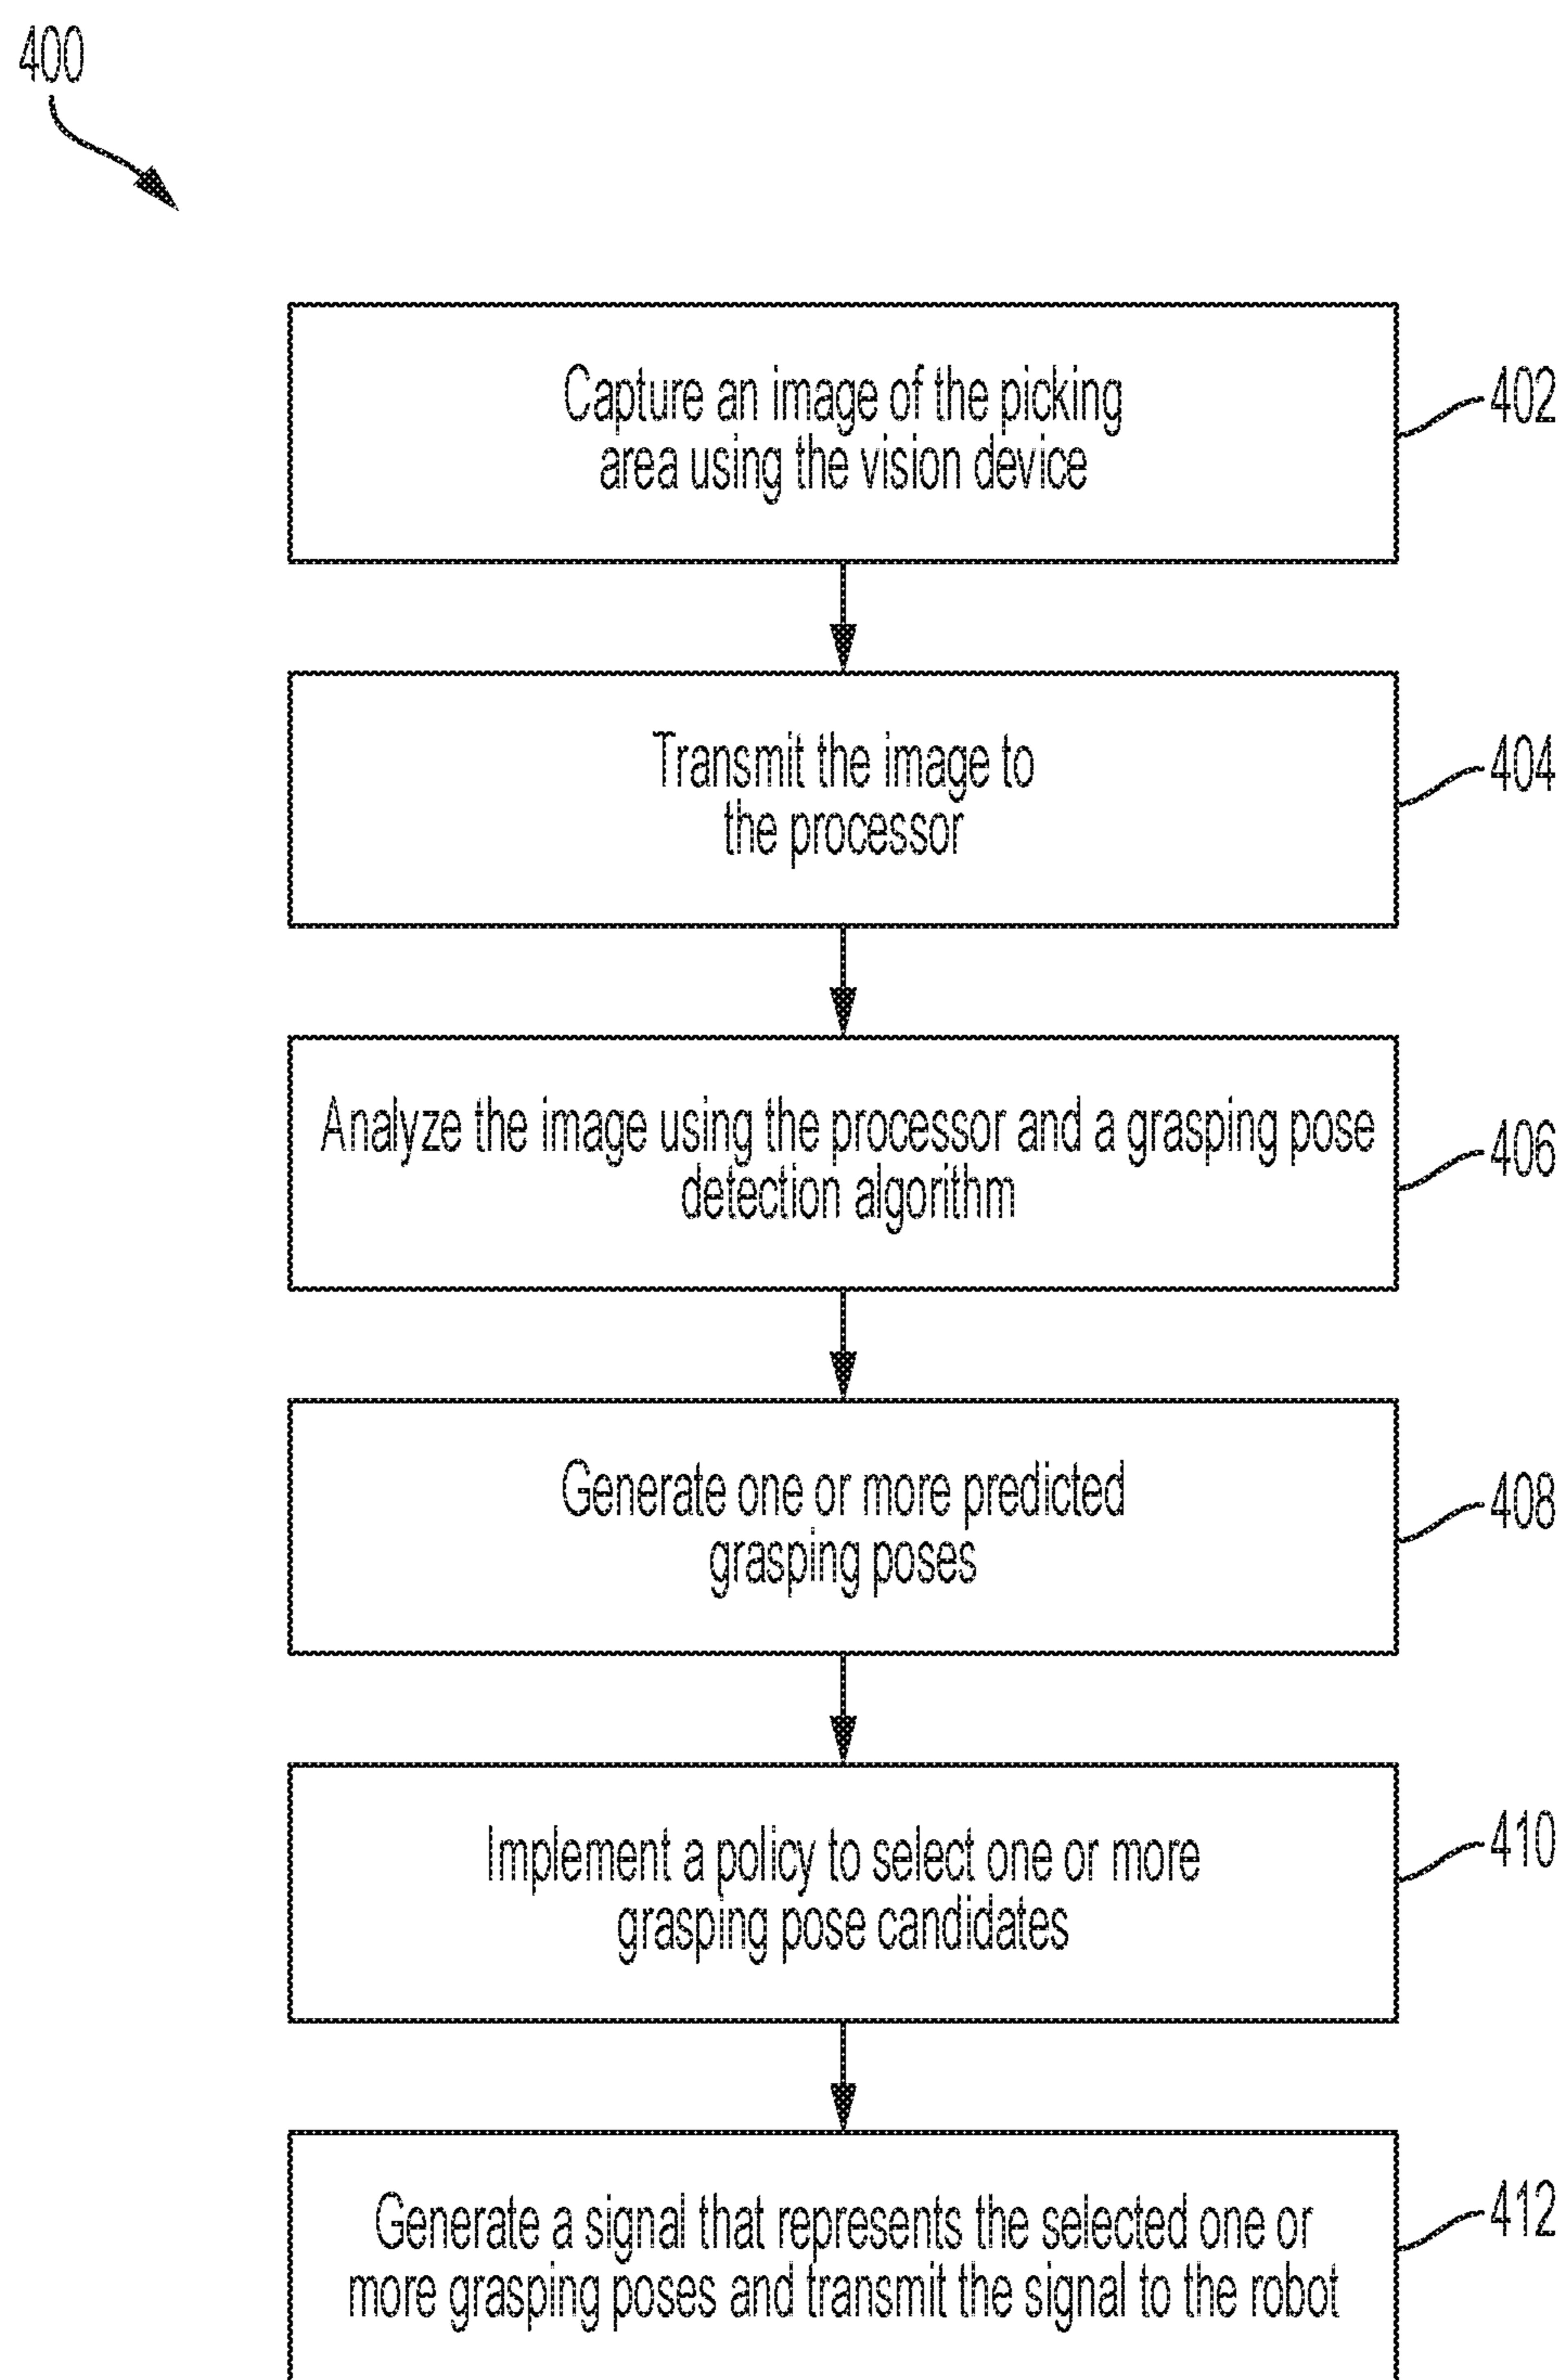 400
Capture an image of the picking
area using the vision device
402
Transmit the image to
the processor
404
Analyze the image using the processor and a grasping pose
detection algorithm
406
Generate one or more predicted
grasping poses
408
Implement a policy to select one or more
grasping pose candidates
410
Generate a signal that represents the selected one or
more grasping poses and transmit the signal to the robot
412